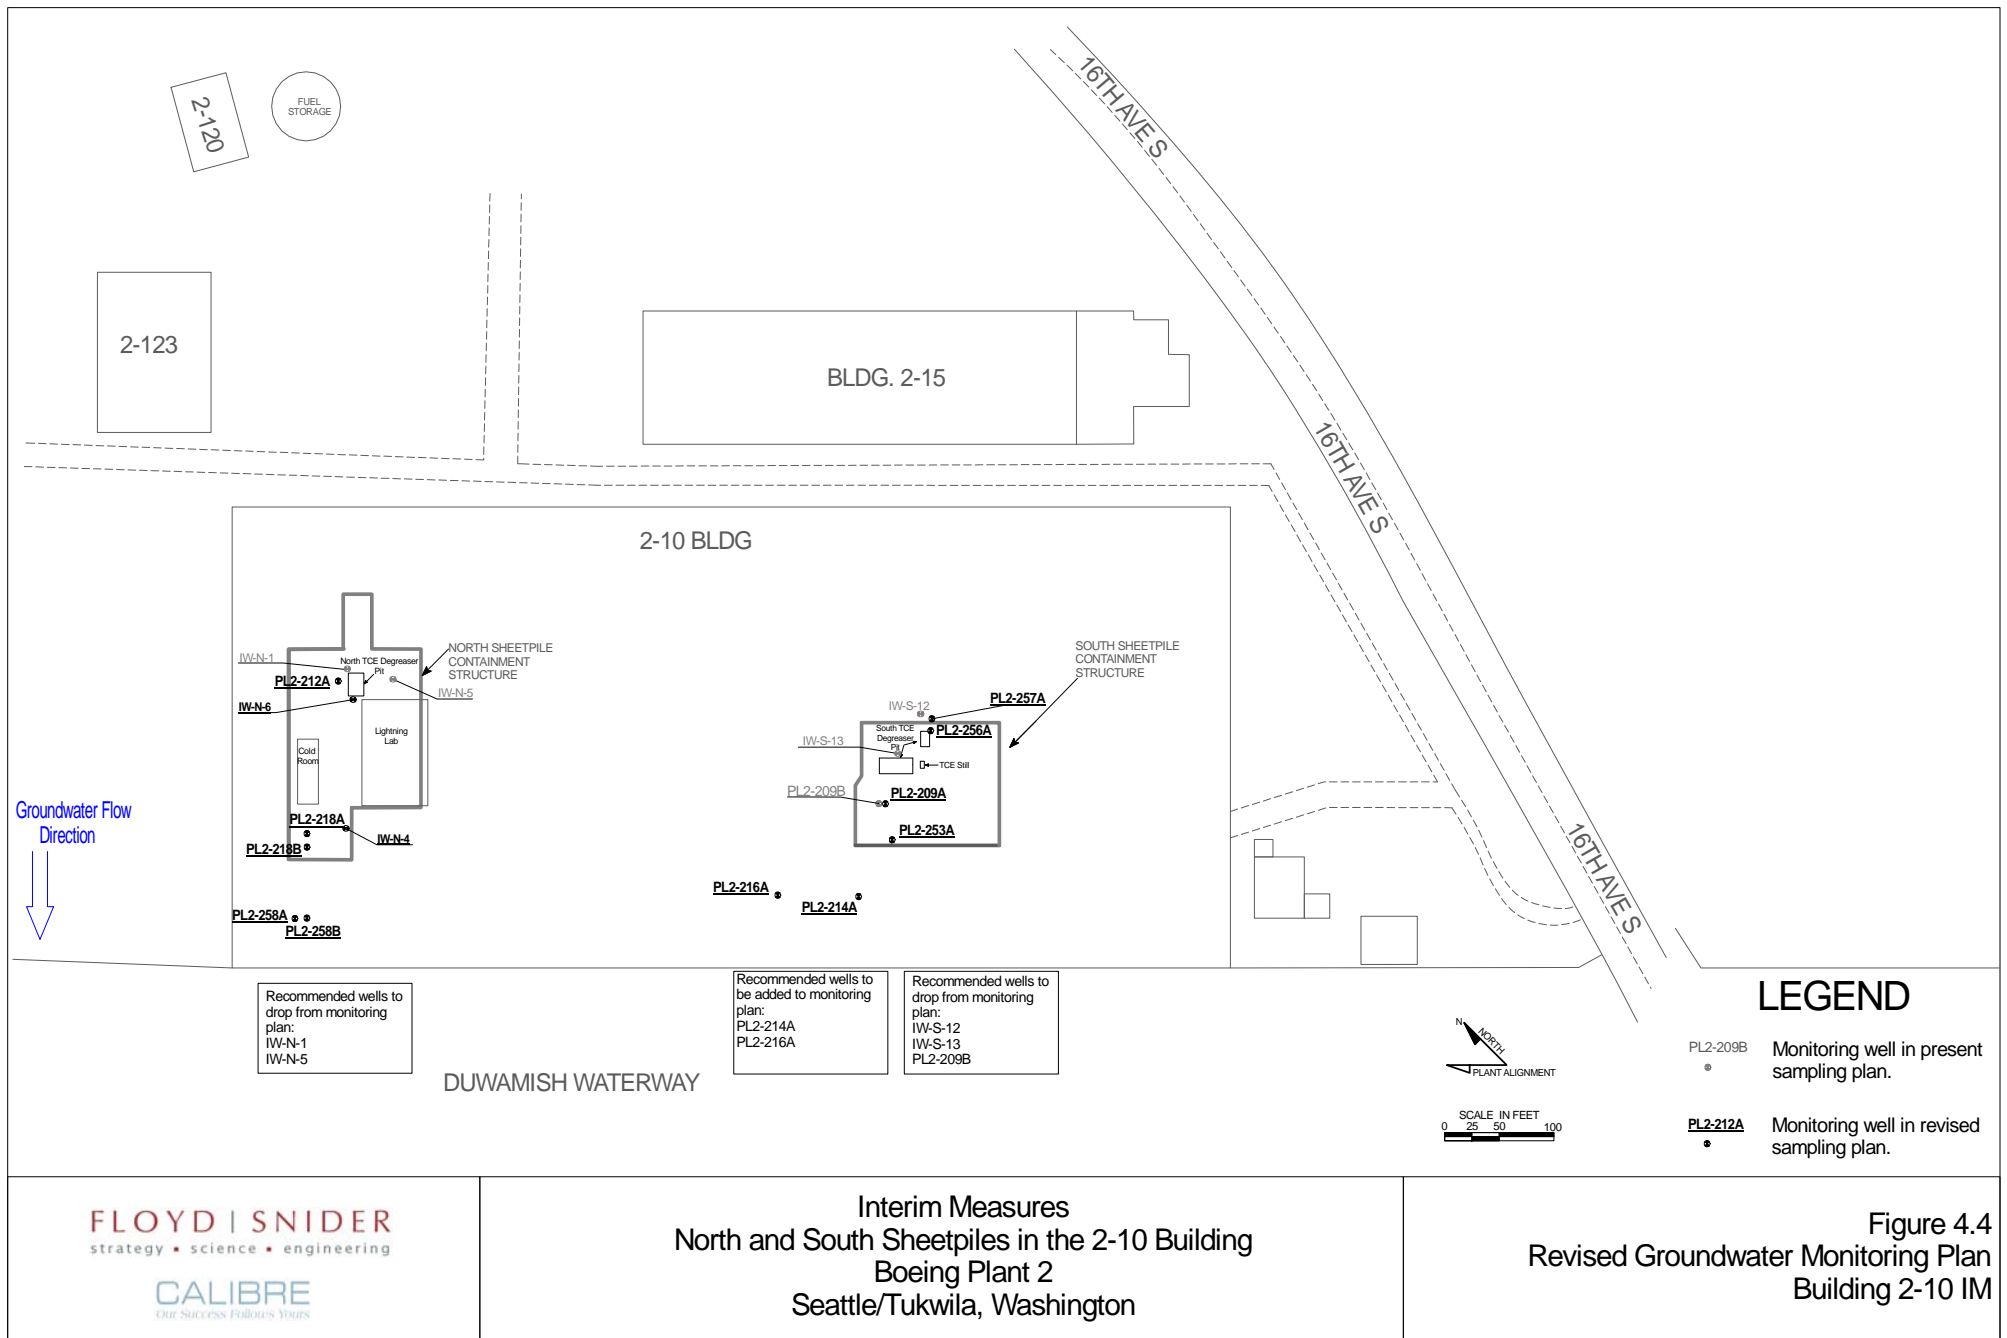 16TH AVE S
2-120
FUEL
STORAGE
2-123
BLDG. 2-15
16TH AVE S
2-10 BLDG
NORTH SHEETPILE
CONTAINMENT
STRUCTURE
SOUTH SHEETPILE
CONTAINMENT
STRUCTURE
IW-N-1
North TCE Degreaser
Pit
PL2-212A
IW-N-5
IW-N-6
Lightning
Lab
Cold
Room
PL2-218A
IW-N-4
PL2-218B
PL2-258A
PL2-258B
IW-S-12
PL2-257A
South TCE
Degreaser
Pit
PL2-256A
IW-S-13
TCE Still
PL2-209B
PL2-209A
PL2-253A
PL2-216A
PL2-214A
16TH AVE S
Groundwater Flow
Direction
Recommended wells to
drop from monitoring
plan:
IW-N-1
IW-N-5
Recommended wells to
be added to monitoring
plan:
PL2-214A
PL2-216A
Recommended wells to
drop from monitoring
plan:
IW-S-12
IW-S-13
PL2-209B
DUWAMISH WATERWAY
N
NORTH
PLANT ALIGNMENT
SCALE IN FEET
0 25 50 100
LEGEND
PL2-209B Monitoring well in present
sampling plan.
PL2-212A Monitoring well in revised
sampling plan.
FLOYD | SNIDER
strategy ▪ science ▪ engineering
CALIBRE
Our Success Follows Yours
Interim Measures
North and South Sheetpiles in the 2-10 Building
Boeing Plant 2
Seattle/Tukwila, Washington
Figure 4.4
Revised Groundwater Monitoring Plan
Building 2-10 IM